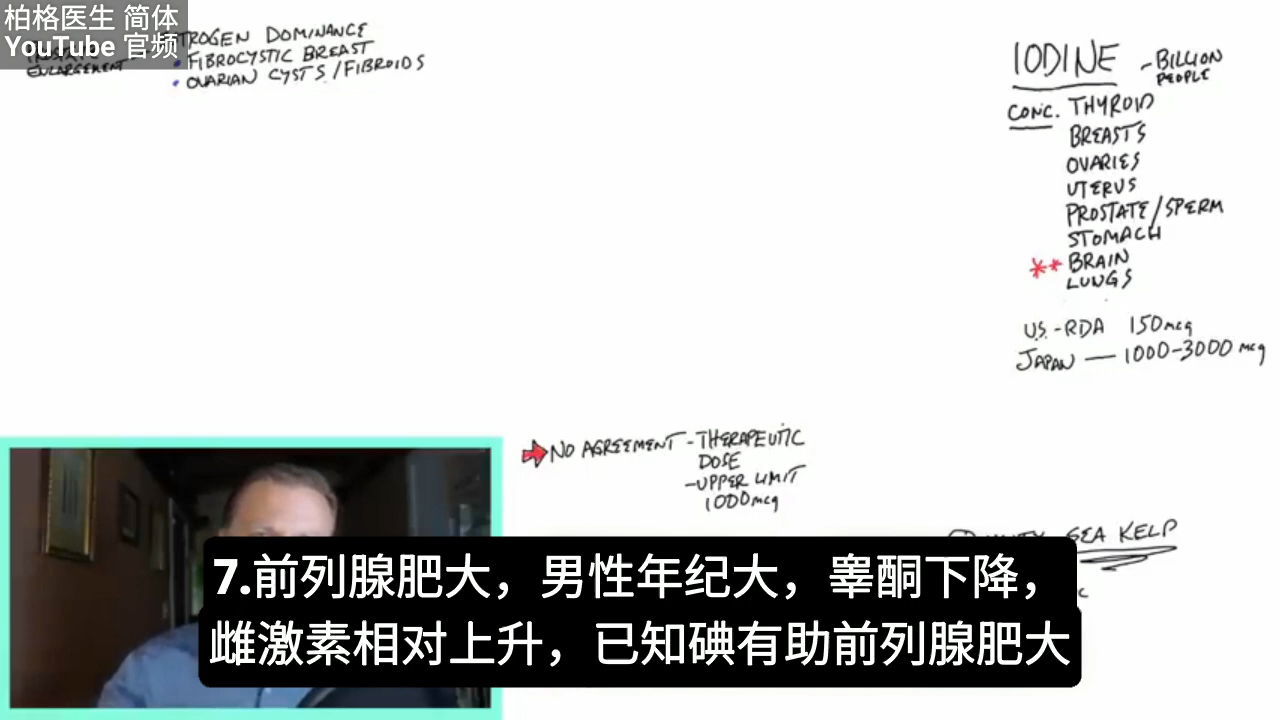 柏格医生 简体
YouTube 官频
TROGEN DOMINANCE
• FIBROCYSTIC BREAST
ENLARGEMENT
• OVARIAN CYSTS/FIBROIDS
IODINE - BILLION
PEOPLE
CONC. THYROID
BREASTS
OVARIES
UTERUS
PROSTATE/SPERM
STOMACH
** BRAIN
LUNGS
U.S.-RDA 150mcg
JAPAN — 1000-3000 mcg
NO AGREEMENT - THERAPEUTIC
DOSE
- UPPER LIMIT
1000mcg
SEA KELP
7.前列腺肥大，男性年纪大，睾酮下降，
雌激素相对上升，已知碘有助前列腺肥大